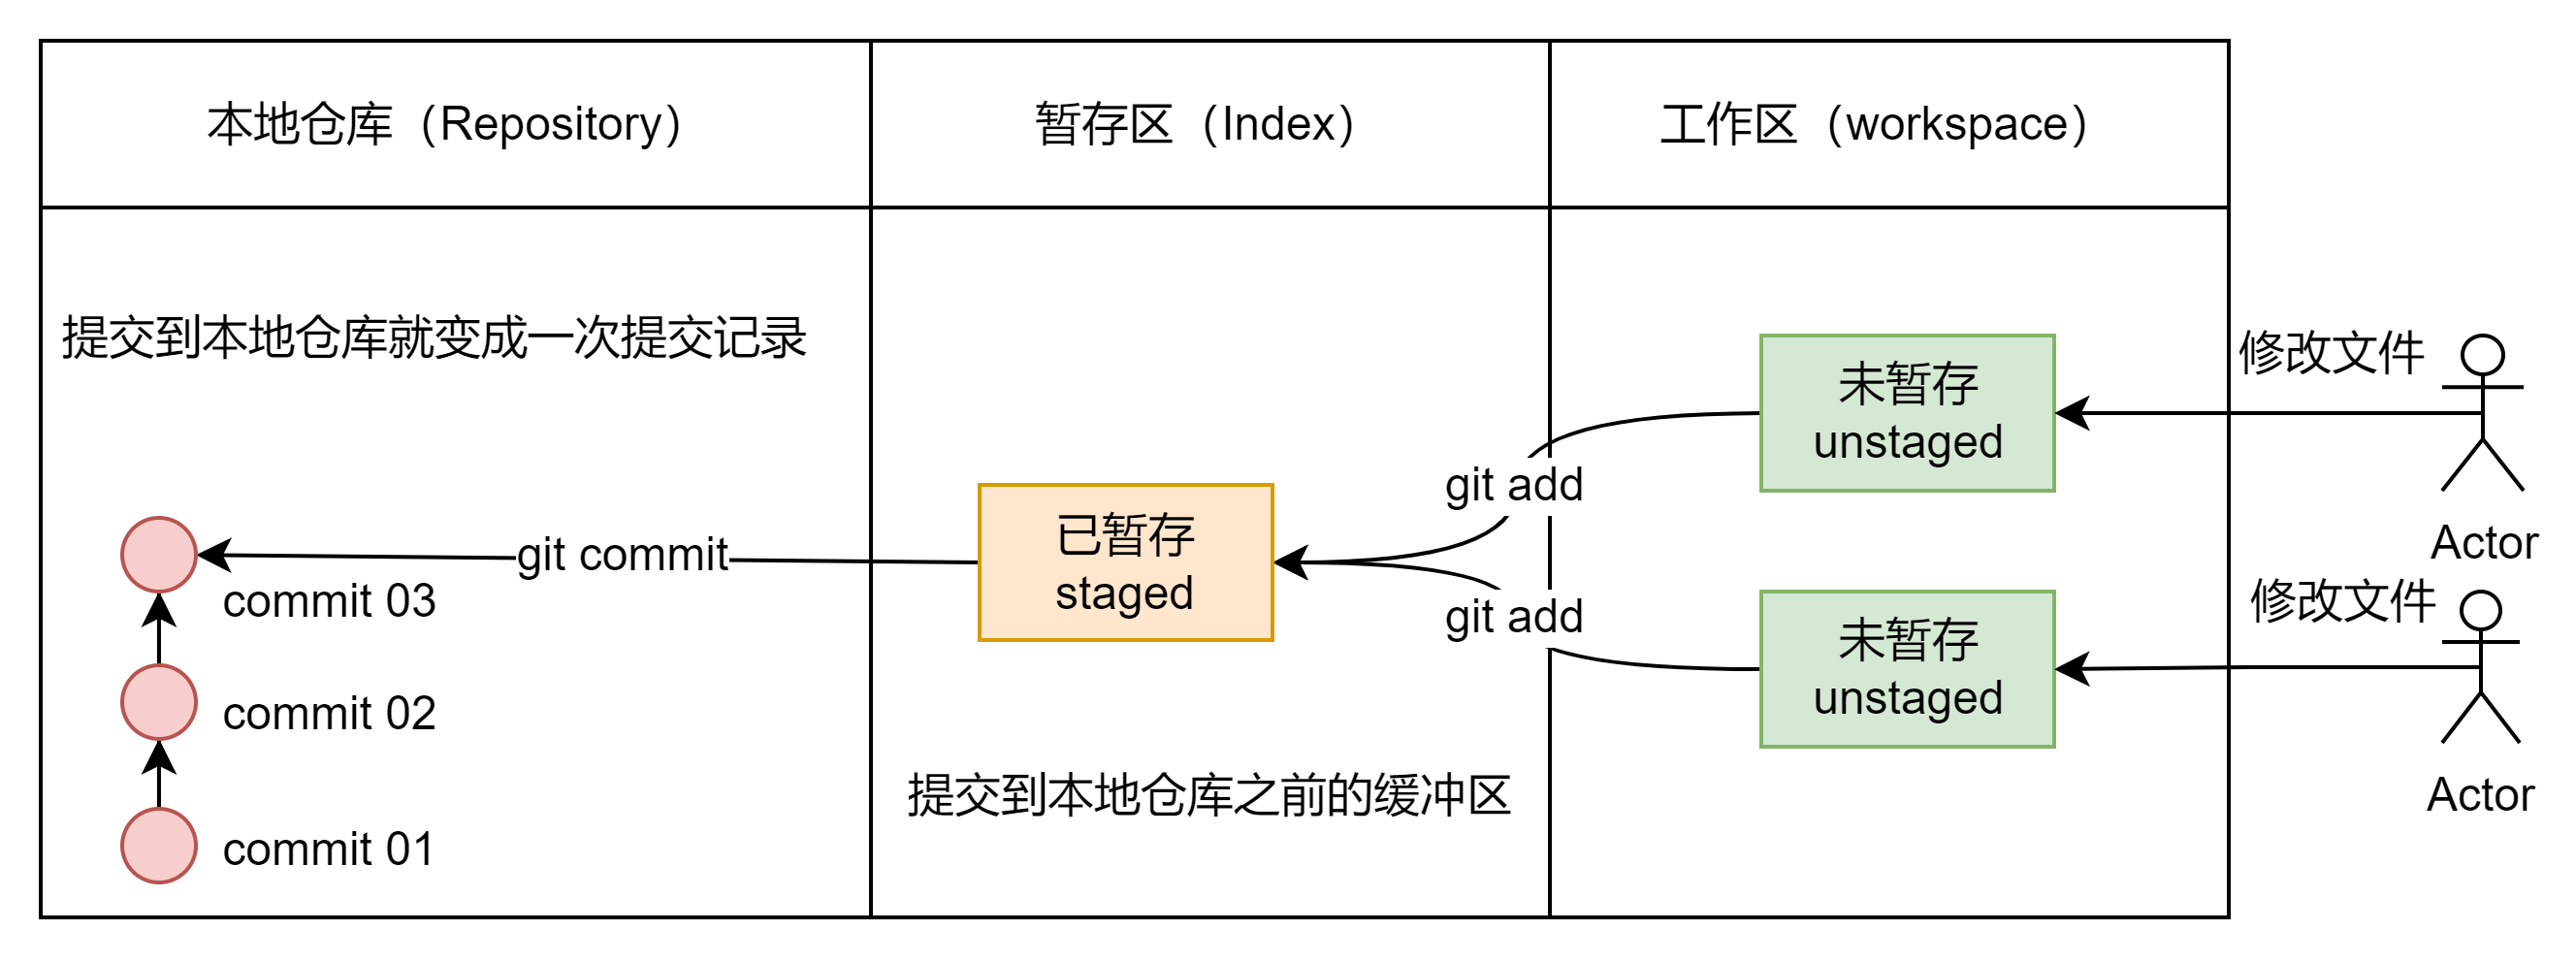 本地仓库（Repository）
暂存区（Index）
工作区（workspace）
提交到本地仓库就变成一次提交记录
git commit
commit 03
commit 02
commit 01
已暂存
staged
提交到本地仓库之前的缓冲区
git add
git add
未暂存
unstaged
未暂存
unstaged
修改文件
Actor
修改文件
Actor